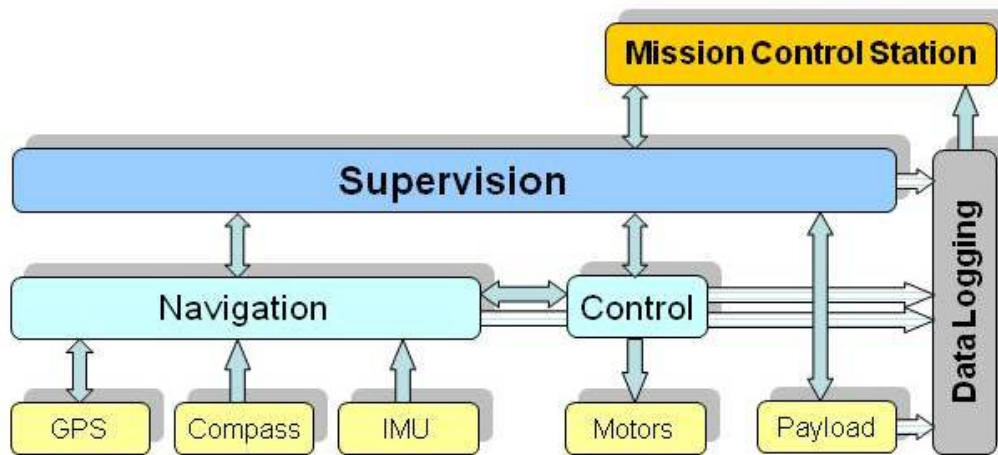 Mission Control Station
Supervision
Data Logging
Navigation
Control
GPS
Compass
IMU
Motors
Payload